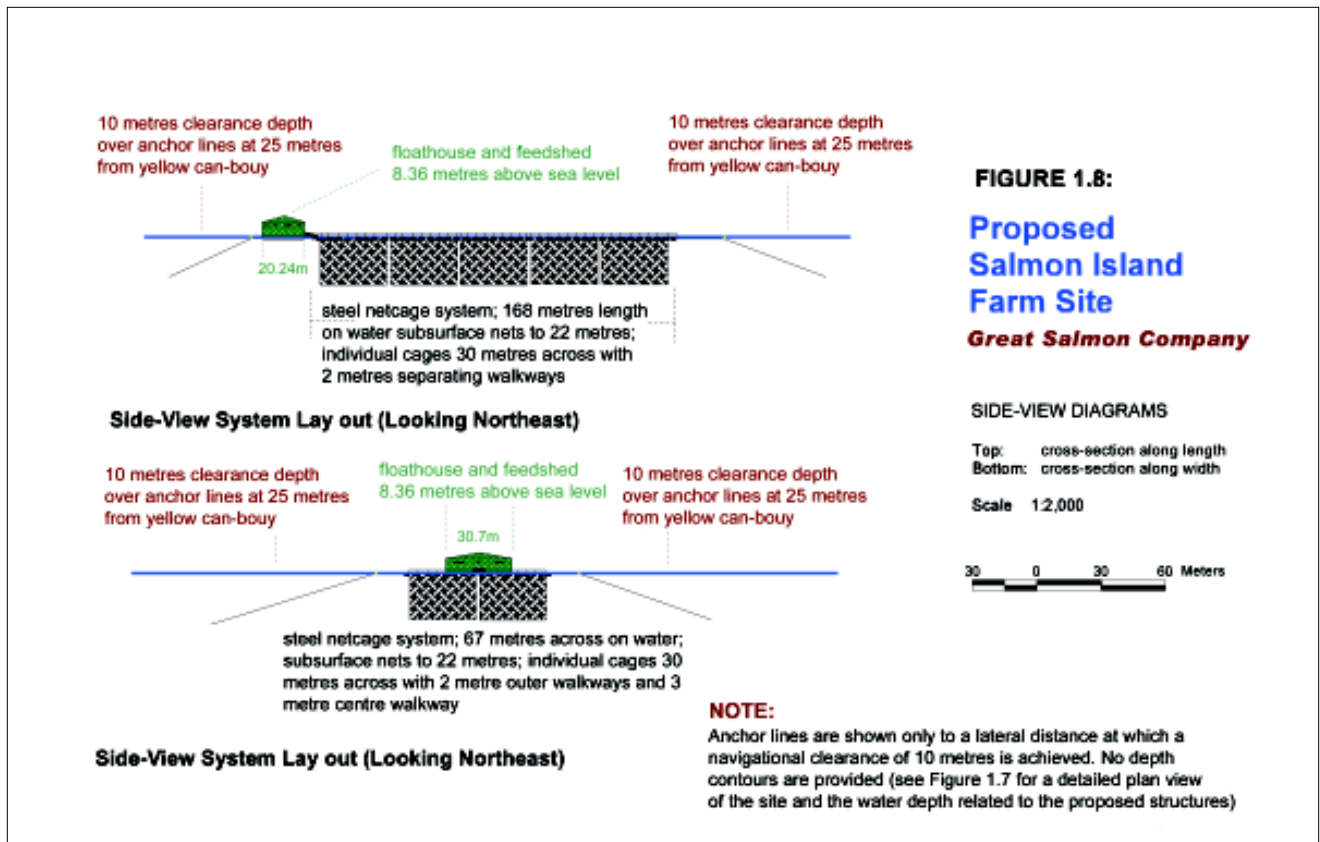 10 metres clearance depth
over anchor lines at 25 metres
from yellow can-bouy
floathouse and feedshed
8.36 metres above sea level
10 metres clearance depth
over anchor lines at 25 metres
from yellow can-bouy
20.24m
steel netcage system; 168 metres length
on water subsurface nets to 22 metres;
individual cages 30 metres across with
2 metres separating walkways
Side-View System Lay out (Looking Northeast)
10 metres clearance depth
over anchor lines at 25 metres
from yellow can-bouy
floathouse and feedshed
8.36 metres above sea level
10 metres clearance depth
over anchor lines at 25 metres
from yellow can-bouy
30.7m
steel netcage system; 67 metres across on water;
subsurface nets to 22 metres; individual cages 30
metres across with 2 metre outer walkways and 3
metre centre walkway
Side-View System Lay out (Looking Northeast)
FIGURE 1.8:
Proposed
Salmon Island
Farm Site
Great Salmon Company
SIDE-VIEW DIAGRAMS
Top: cross-section along length
Bottom: cross-section along width
Scale 1:2,000
30 0 30 60 Meters
NOTE:
Anchor lines are shown only to a lateral distance at which a
navigational clearance of 10 metres is achieved. No depth
contours are provided (see Figure 1.7 for a detailed plan view
of the site and the water depth related to the proposed structures)